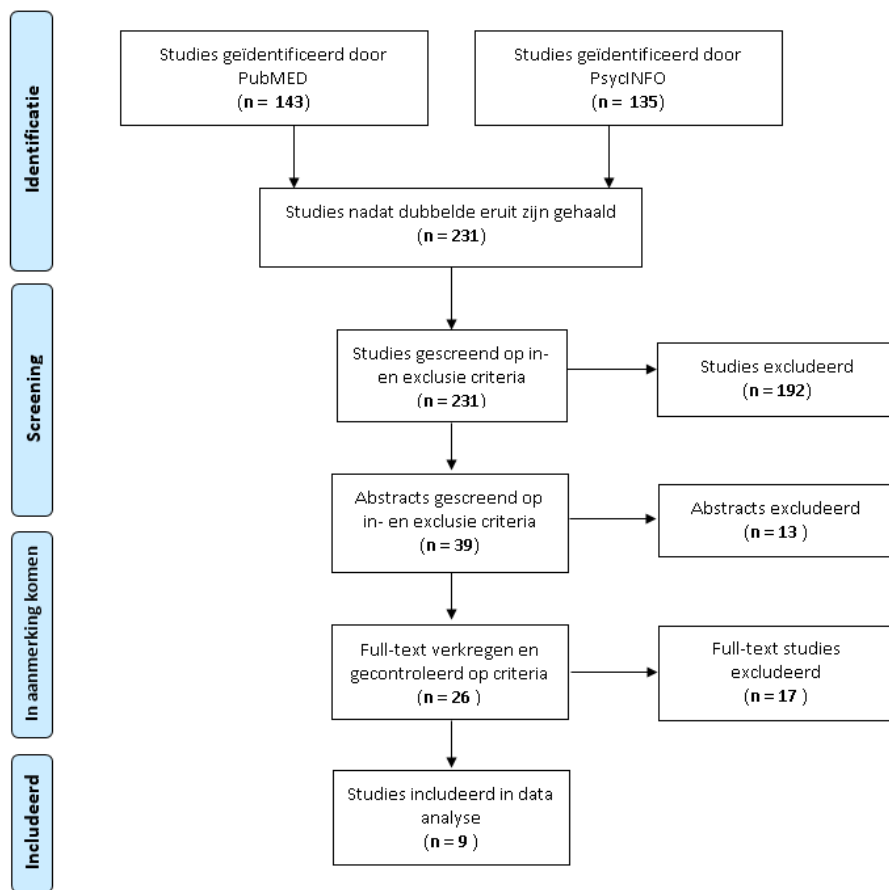 Identificatie
Studies geïdentificeerd door
PubMED
(n = 143)
Studies geïdentificeerd door
PsycINFO
(n = 135)
Studies nadat dubbelde eruit zijn gehaald
(n = 231)
Screening
Studies gescreend op in-
en exclusie criteria
(n = 231)
Studies excludeerd
(n = 192)
Abstracts gescreend op
in- en exclusie criteria
(n = 39)
Abstracts excludeerd
(n = 13 )
In aanmerking komen
Full-text verkregen en
gecontroleerd op criteria
(n = 26 )
Full-text studies
excludeerd
(n = 17 )
Includeerd
Studies includeerd in data
analyse
(n = 9 )